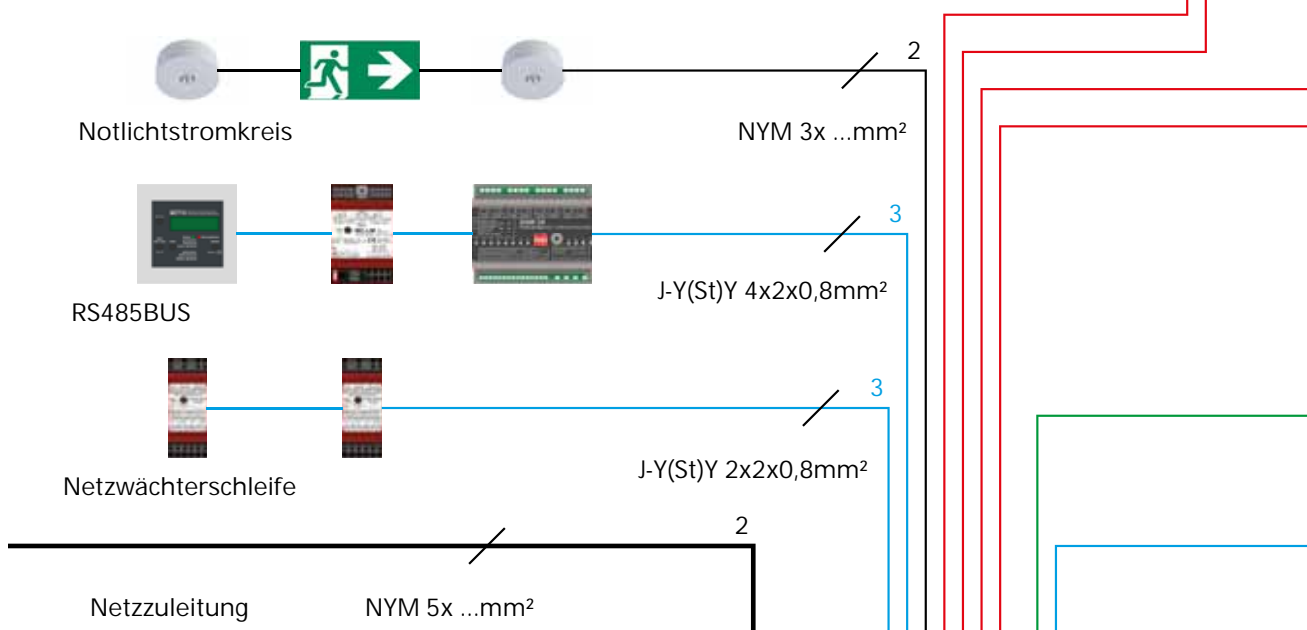 2
Notlichtstromkreis
NYM 3x ...mm²
3
J-Y(St)Y 4x2x0,8mm²
RS485BUS
3
J-Y(St)Y 2x2x0,8mm²
Netzwächterschleife
2
Netzzuleitung
NYM 5x ...mm²